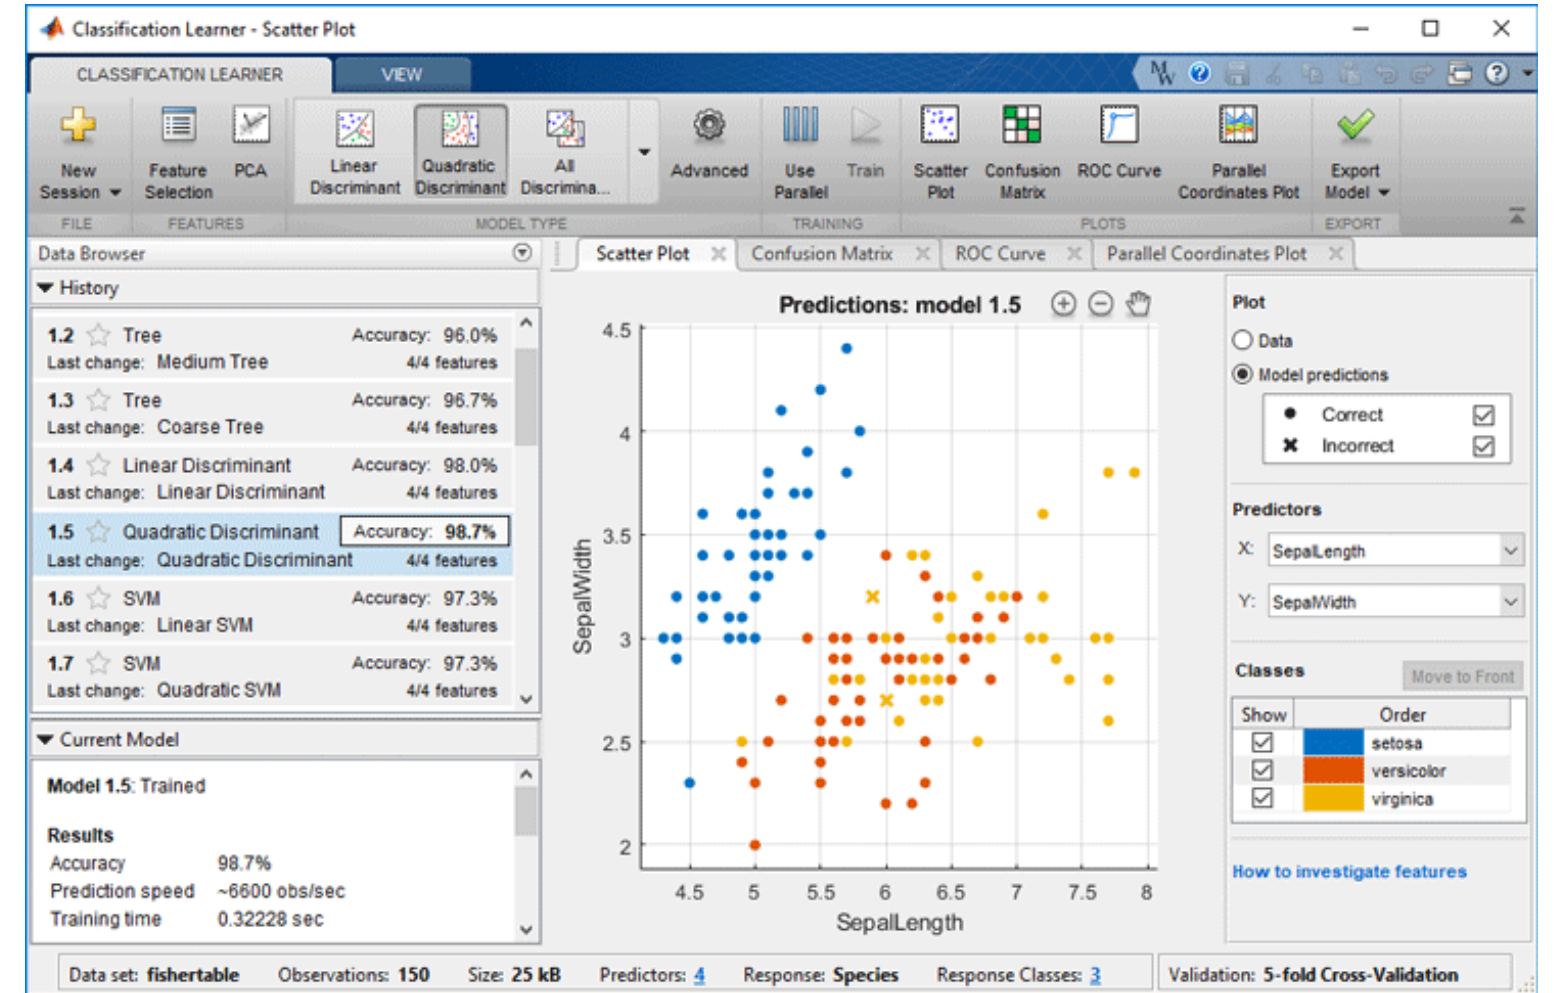 Classification Learner - Scatter Plot
CLASSIFICATION LEARNER VIEW
New Session
Feature Selection
PCA
Linear Discriminant
Quadratic Discriminant
All Discrimina...
Advanced
Use Parallel
Train
Scatter Plot
Confusion Matrix
ROC Curve
Parallel Coordinates Plot
Export Model
FILE FEATURES MODEL TYPE TRAINING PLOTS EXPORT
Data Browser
History
1.2 Tree Accuracy: 96.0%
Last change: Medium Tree 4/4 features
1.3 Tree Accuracy: 96.7%
Last change: Coarse Tree 4/4 features
1.4 Linear Discriminant Accuracy: 98.0%
Last change: Linear Discriminant 4/4 features
1.5 Quadratic Discriminant Accuracy: 98.7%
Last change: Quadratic Discriminant 4/4 features
1.6 SVM Accuracy: 97.3%
Last change: Linear SVM 4/4 features
1.7 SVM Accuracy: 97.3%
Last change: Quadratic SVM 4/4 features
Current Model
Model 1.5: Trained
Results
Accuracy 98.7%
Prediction speed ~6600 obs/sec
Training time 0.32228 sec
Scatter Plot Confusion Matrix ROC Curve Parallel Coordinates Plot
Predictions: model 1.5
4.5
4
3.5
3
2.5
2
SepalWidth
4.5 5 5.5 6 6.5 7 7.5 8
SepalLength
Plot
Data
Model predictions
Correct
Incorrect
Predictors
X: SepalLength
Y: SepalWidth
Classes Move to Front
Show Order
setosa
versicolor
virginica
How to investigate features
Data set: fishertable Observations: 150 Size: 25 kB Predictors: 4 Response: Species Response Classes: 3 Validation: 5-fold Cross-Validation